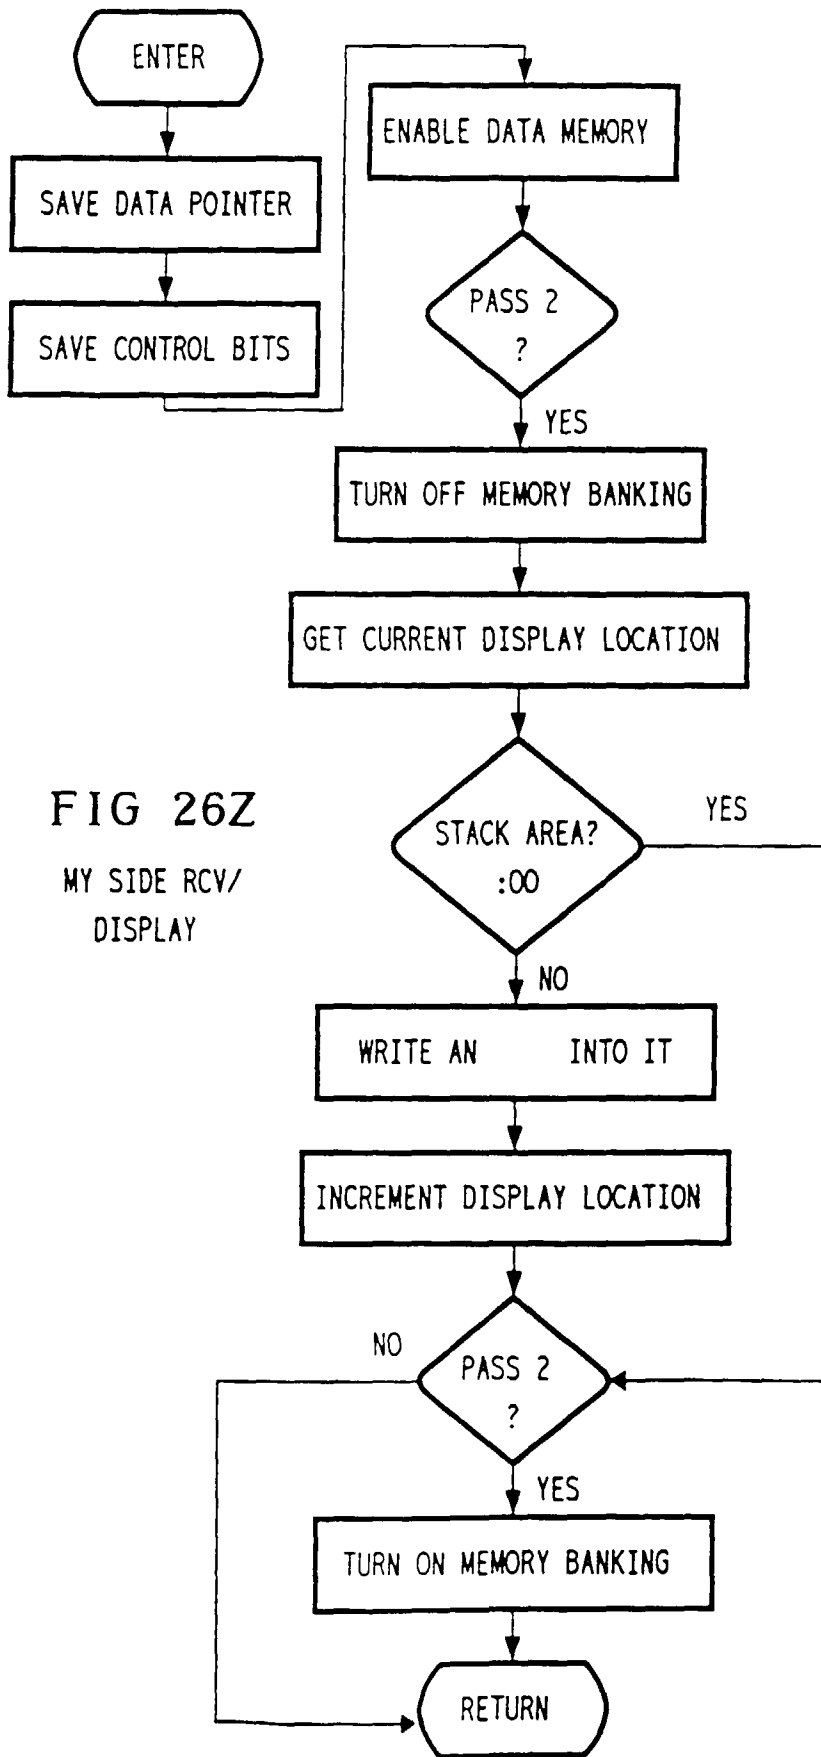 ENTER
SAVE DATA POINTER
SAVE CONTROL BITS
ENABLE DATA MEMORY
PASS 2
?
YES
TURN OFF MEMORY BANKING
GET CURRENT DISPLAY LOCATION
STACK AREA?
:00
YES
NO
FIG 26Z
MY SIDE RCV/
DISPLAY
WRITE AN INTO IT
INCREMENT DISPLAY LOCATION
PASS 2
?
NO
YES
TURN ON MEMORY BANKING
RETURN